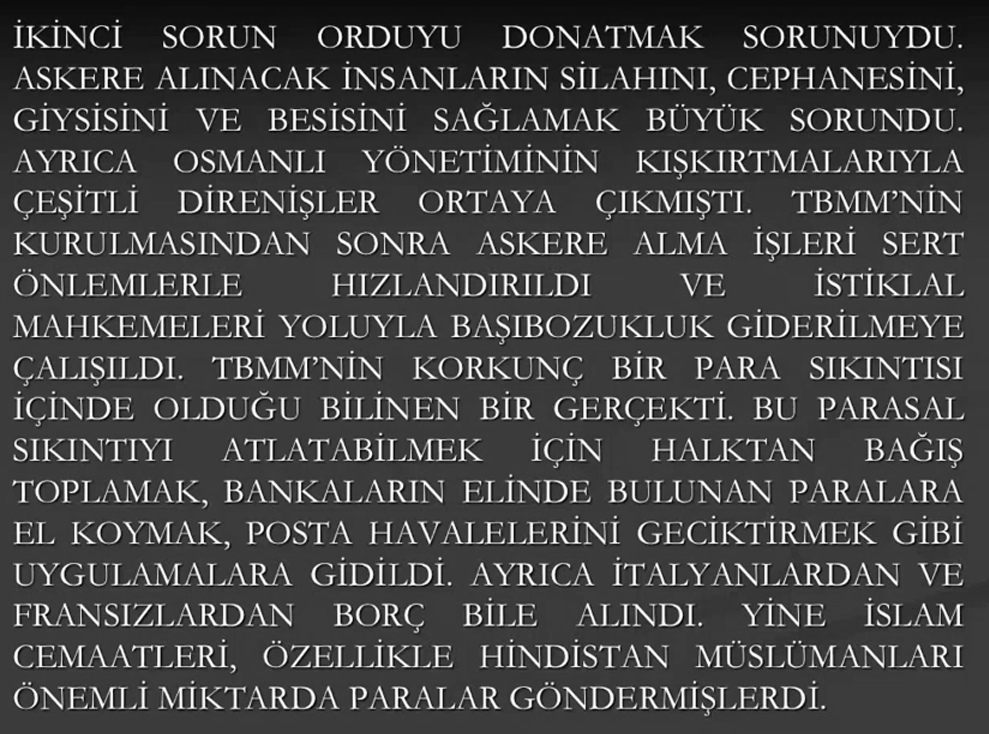 İKİNCİ SORUN ORDUYU DONATMAK SORUNUYDU.
ASKERE ALINACAK İNSANLARIN SİLAHINI, CEPHANESİNİ,
GİYSİSİNİ VE BESİSİNİ SAĞLAMAK BÜYÜK SORUNDU.
AYRICA OSMANLI YÖNETİMİNİN KIŞKIRTMALARIYLA
ÇEŞİTLİ DİRENİŞLER ORTAYA ÇIKMIŞTI. TBMM’NİN
KURULMASINDAN SONRA ASKERE ALMA İŞLERİ SERT
ÖNLEMLERLE HIZLANDIRILDI VE İSTİKLAL
MAHKEMELERİ YOLUYLA BAŞIBOZUKLUK GİDERİLMEYE
ÇALIŞILDI. TBMM’NİN KORKUNÇ BİR PARA SIKINTISI
İÇİNDE OLDUĞU BİLİNEN BİR GERÇEKTİ. BU PARASAL
SIKINTIYI ATLATABİLMEK İÇİN HALKTAN BAĞIŞ
TOPLAMAK, BANKALARIN ELİNDE BULUNAN PARALARA
EL KOYMAK, POSTA HAVALELERİNİ GECİKTİRMEK GİBİ
UYGULAMALARA GİDİLDİ. AYRICA İTALYANLARDAN VE
FRANSIZLARDAN BORÇ BİLE ALINDI. YİNE İSLAM
CEMAATLERİ, ÖZELLİKLE HİNDİSTAN MÜSLÜMANLARI
ÖNEMLİ MİKTARDA PARALAR GÖNDERMİŞLERDİ.